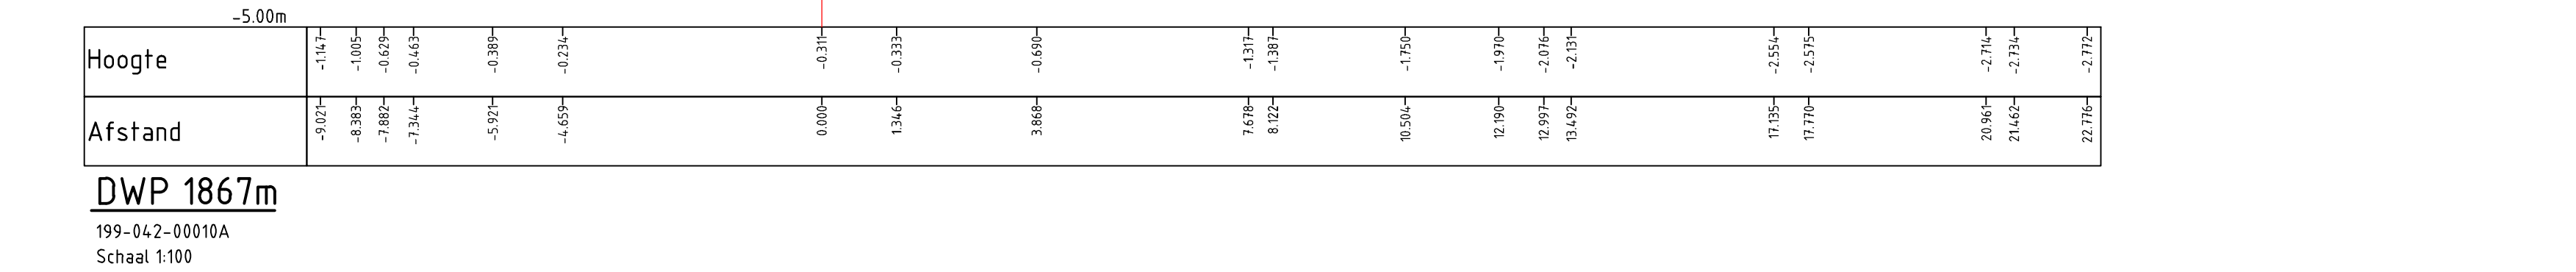 -5.00m
Hoogte -1.147 -1.005 -0.629 -0.463 -0.389 -0.234 -0.311 -0.333 -0.690 -1.317 -1.387 -1.750 -1.970 -2.076 -2.131 -2.554 -2.575 -2.714 -2.734 -2.772
Afstand -9.021 -8.383 -7.882 -7.344 -5.921 -4.659 0.000 1.346 3.868 7.678 8.122 10.504 12.190 12.997 13.492 17.135 17.770 20.961 21.462 22.776
DWP 1867m
199-042-00010A
Schaal 1:100